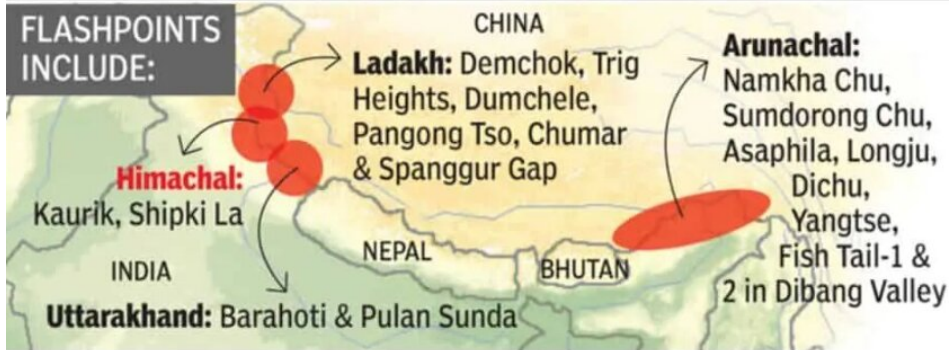 FLASHPOINTS
INCLUDE:
CHINA
Ladakh: Demchok, Trig
Heights, Dumchele,
Pangong Tso, Chumar
& Spanggur Gap
Arunachal:
Namkha Chu,
Sumdorong Chu,
Asaphila, Longju,
Dichu,
Yangtse,
Fish Tail-1 &
2 in Dibang Valley
Himachal:
Kaurik, Shipki La
NEPAL
BHUTAN
INDIA
Uttarakhand: Barahoti & Pulan Sunda